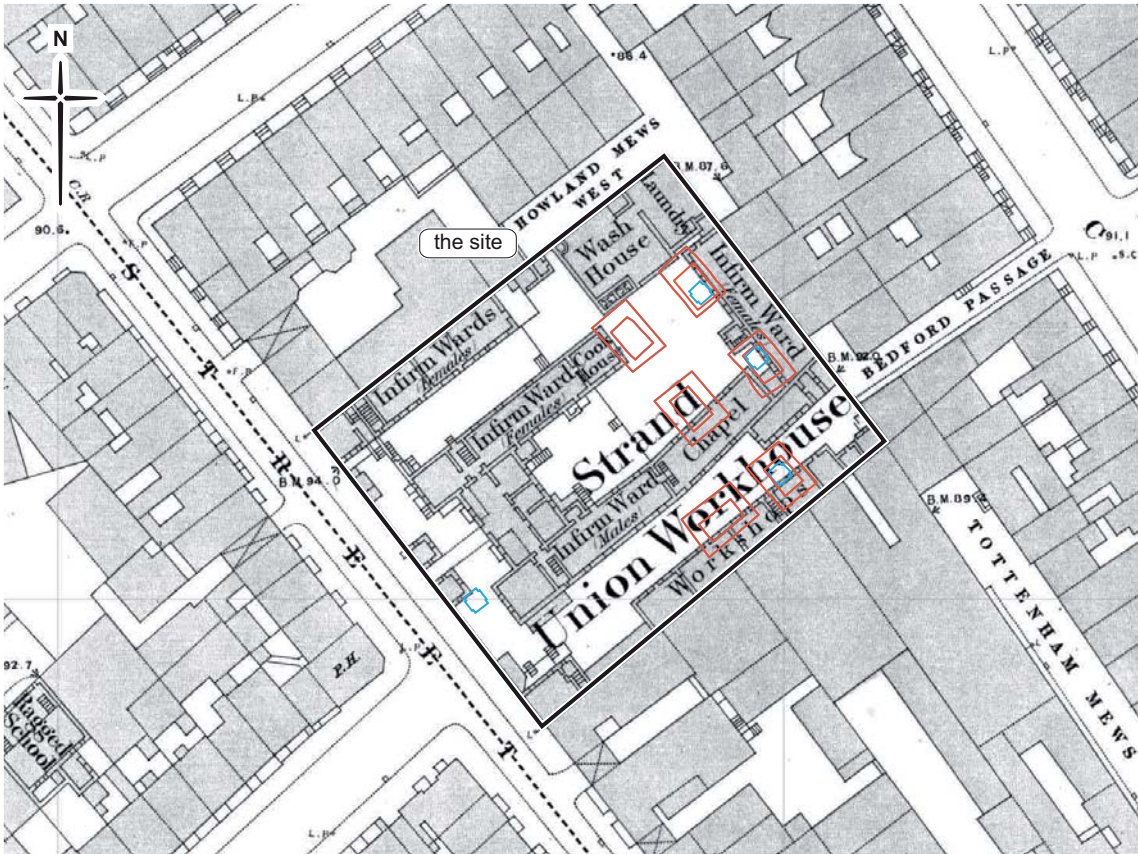 N
86.4
L.P.
L.P
L.P
C.R
HOWLAND MEWS
WEST
B.M.87.6
90.6
F.P
the site
Laundry
Wash
House
91.1
L.P
S.C
C
BEDFORD PASSAGE
Infirm Ward
Females
Infirm Wards
Females
F.P
Cook
House
Infirm Ward
Females
B.M.92.0
STREET
Strand
Chapel
B.M.94.0
Union Workhouse
Infirm Ward
Males
Workshops
B.M.89.4
TOTTENHAM MEWS
L.P
P.H.
92.7
Ragged
School
L.P